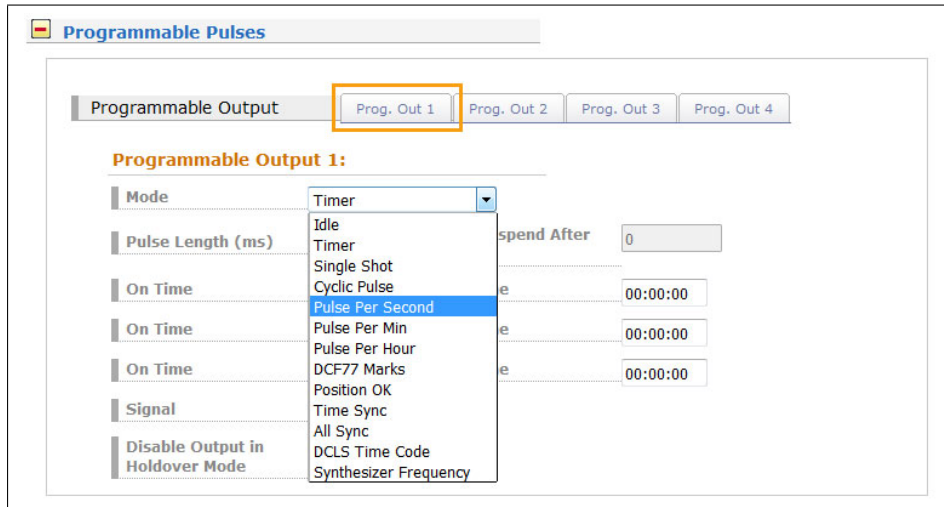 Programmable Pulses
Programmable Output Prog. Out 1 Prog. Out 2 Prog. Out 3 Prog. Out 4
Programmable Output 1:
Mode Timer
Idle
Pulse Length (ms) Timer spend After 0
Single Shot
On Time Cyclic Pulse e 00:00:00
Pulse Per Second
On Time Pulse Per Min e 00:00:00
Pulse Per Hour
On Time DCF77 Marks e 00:00:00
Position OK
Signal Time Sync
All Sync
Disable Output in DCLS Time Code
Holdover Mode Synthesizer Frequency